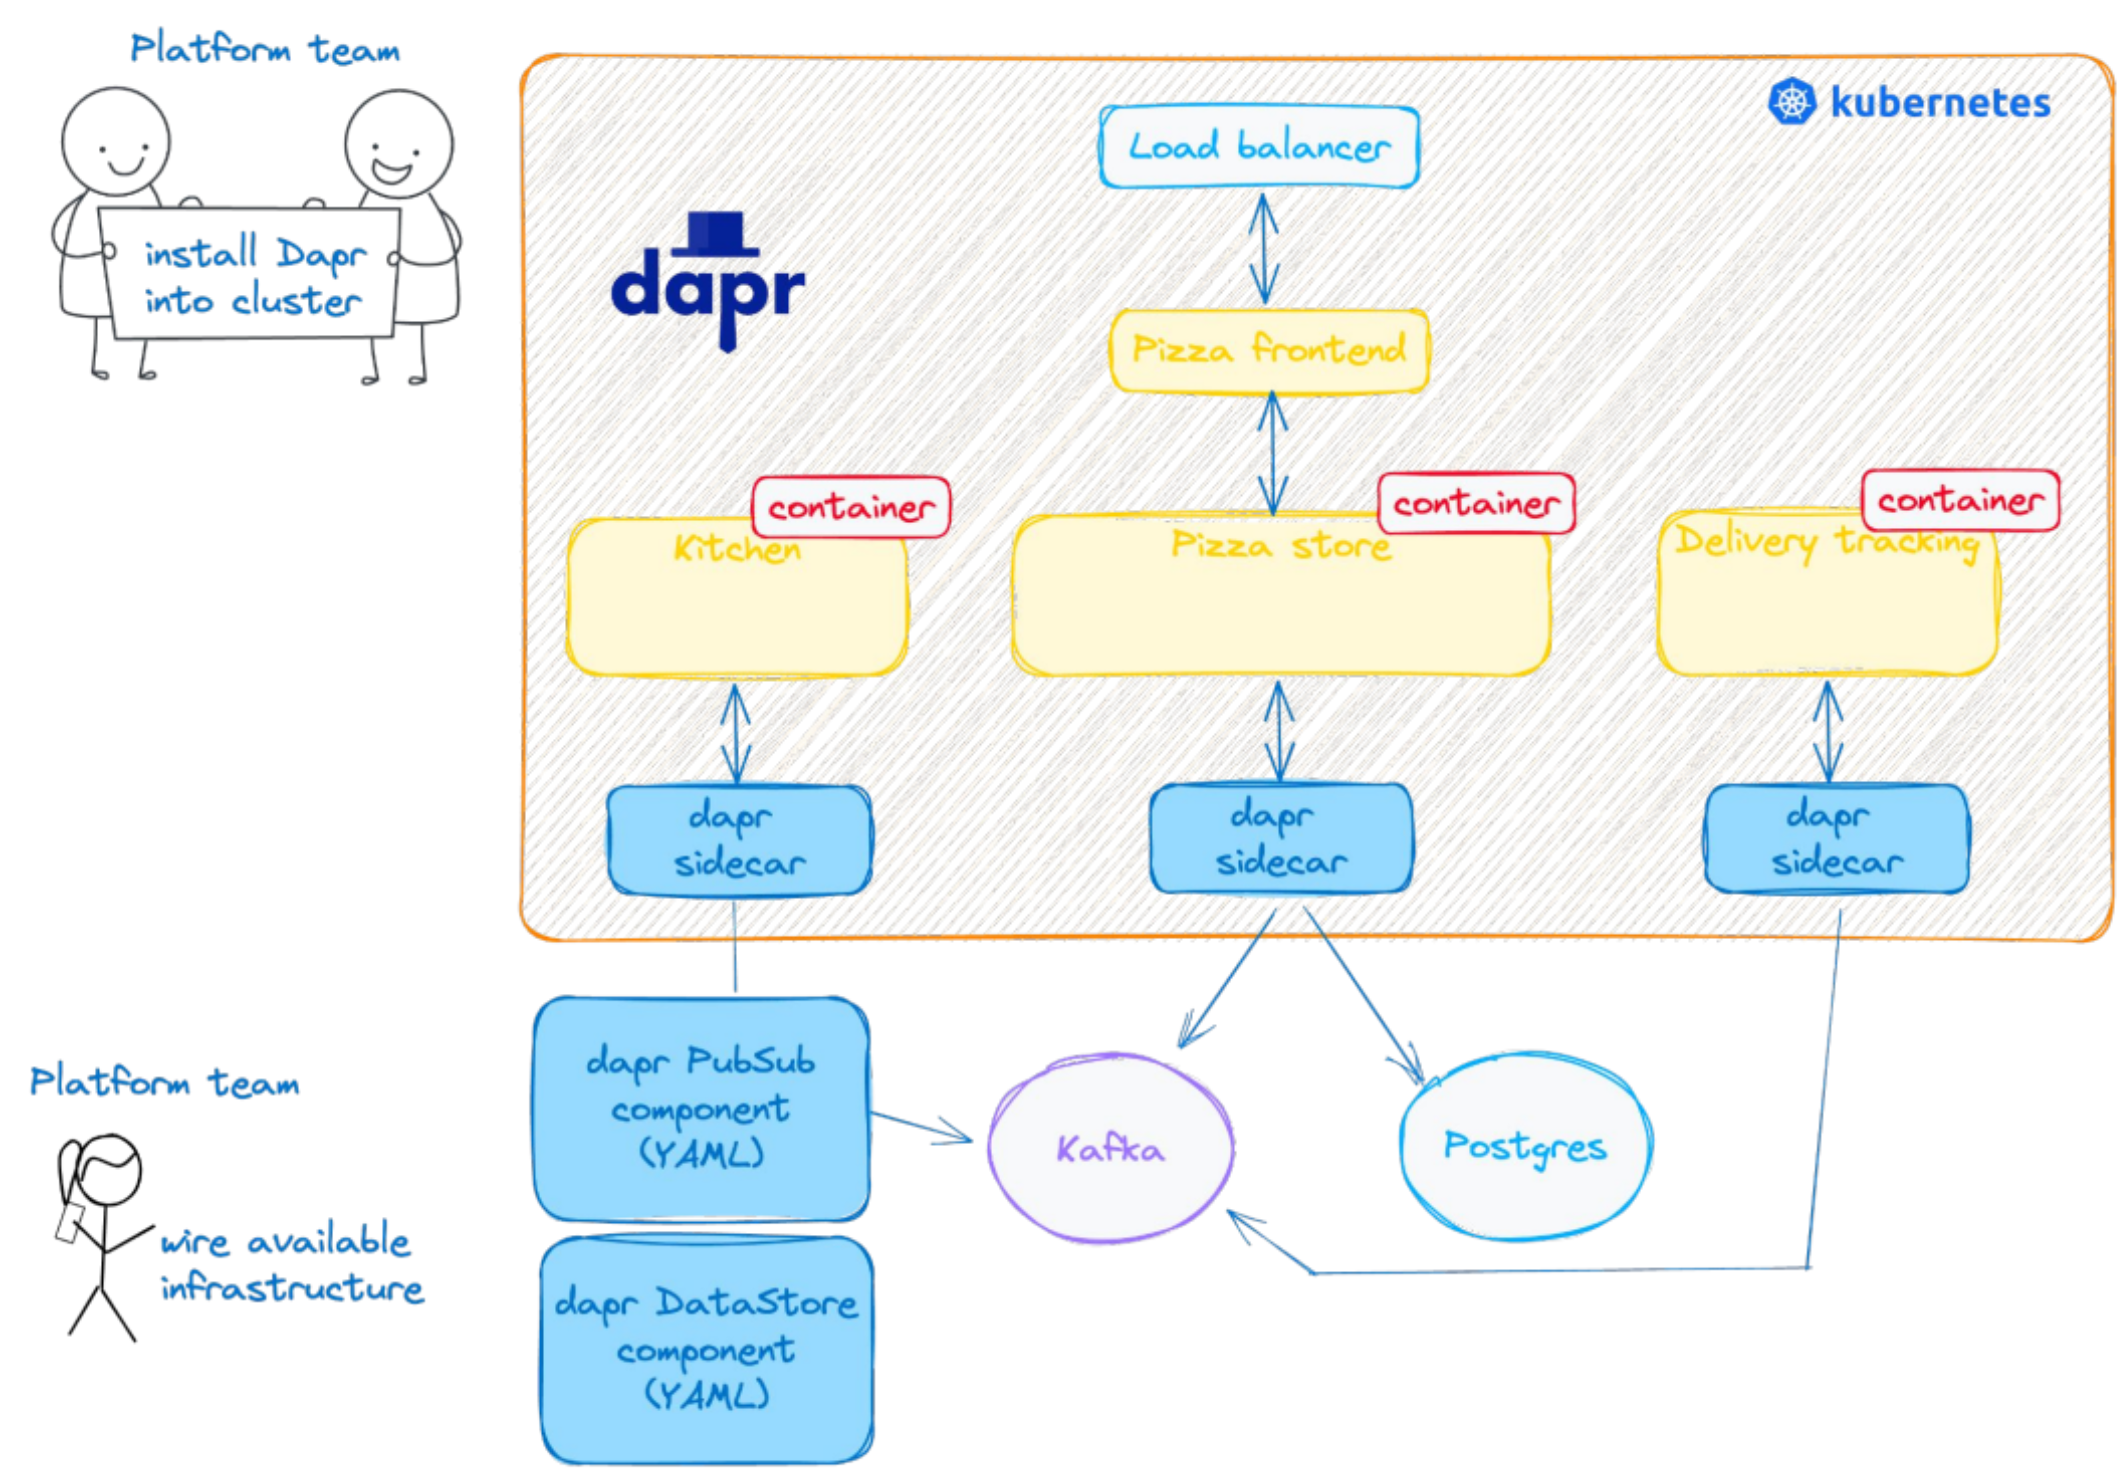 Platform team
install Dapr
into cluster
kubernetes
Load balancer
dapr
Pizza frontend
container
container
container
Kitchen
Pizza store
Delivery tracking
dapr
sidecar
dapr
sidecar
dapr
sidecar
Platform team
wire available
infrastructure
dapr PubSub
component
(YAML)
Kafka
Postgres
dapr DataStore
component
(YAML)